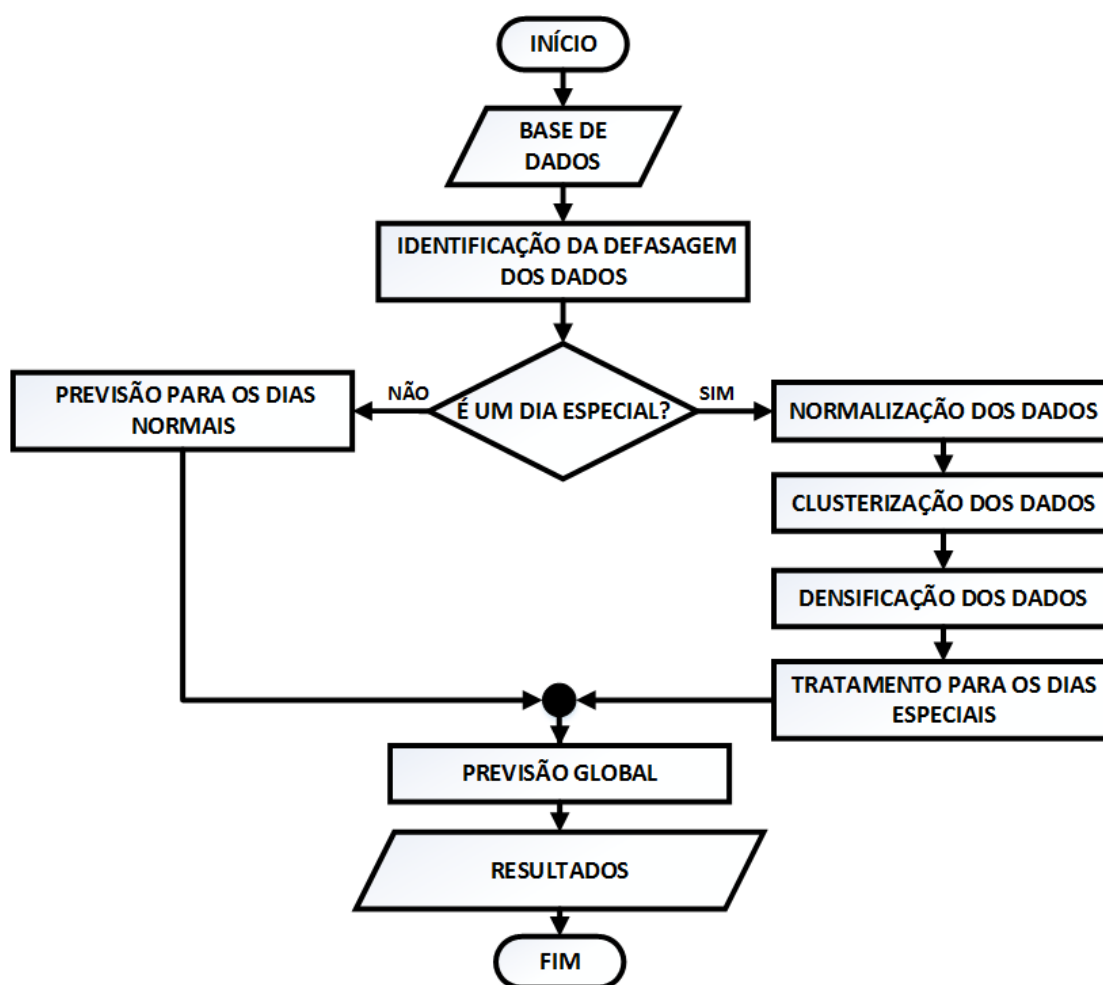 INÍCIO
BASE DE
DADOS
IDENTIFICAÇÃO DA DEFASAGEM
DOS DADOS
É UM DIA ESPECIAL?
NÃO
SIM
PREVISÃO PARA OS DIAS
NORMAIS
NORMALIZAÇÃO DOS DADOS
CLUSTERIZAÇÃO DOS DADOS
DENSIFICAÇÃO DOS DADOS
TRATAMENTO PARA OS DIAS
ESPECIAIS
PREVISÃO GLOBAL
RESULTADOS
FIM